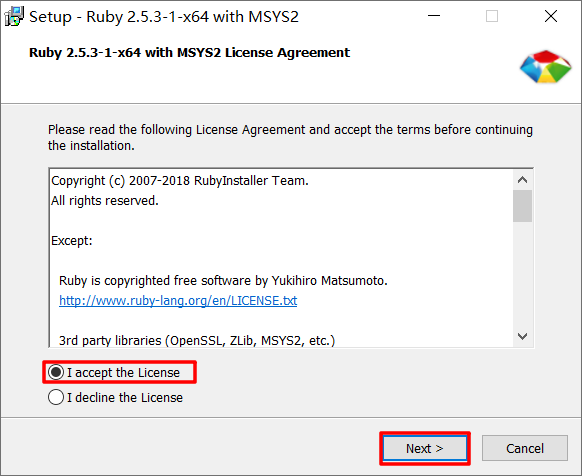 Setup - Ruby 2.5.3-1-x64 with MSYS2
Ruby 2.5.3-1-x64 with MSYS2 License Agreement
Please read the following License Agreement and accept the terms before continuing
the installation.
Copyright (c) 2007-2018 RubyInstaller Team.
All rights reserved.
Except:
Ruby is copyrighted free software by Yukihiro Matsumoto.
http://www.ruby-lang.org/en/LICENSE.txt
3rd party libraries (OpenSSL, ZLib, MSYS2, etc.)
I accept the License
I decline the License
Next >
Cancel